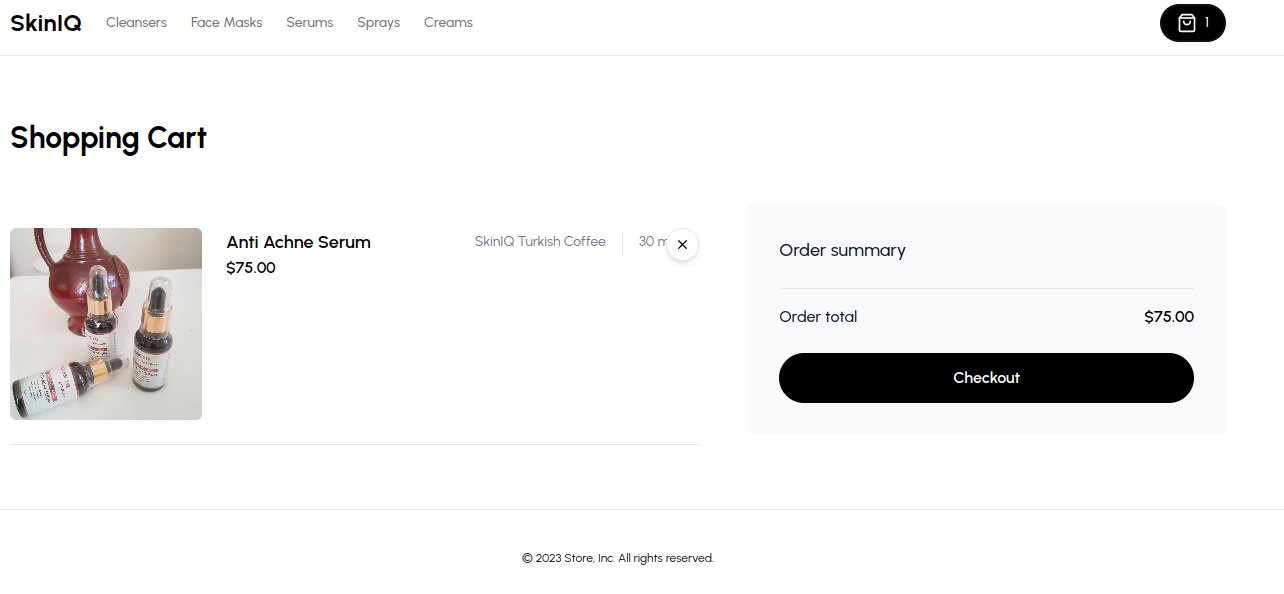 SkinIQ Cleansers Face Masks Serums Sprays Creams 1
Shopping Cart
Anti Achne Serum SkinIQ Turkish Coffee 30 m
$75.00
Order summary
Order total $75.00
Checkout
© 2023 Store, Inc. All rights reserved.